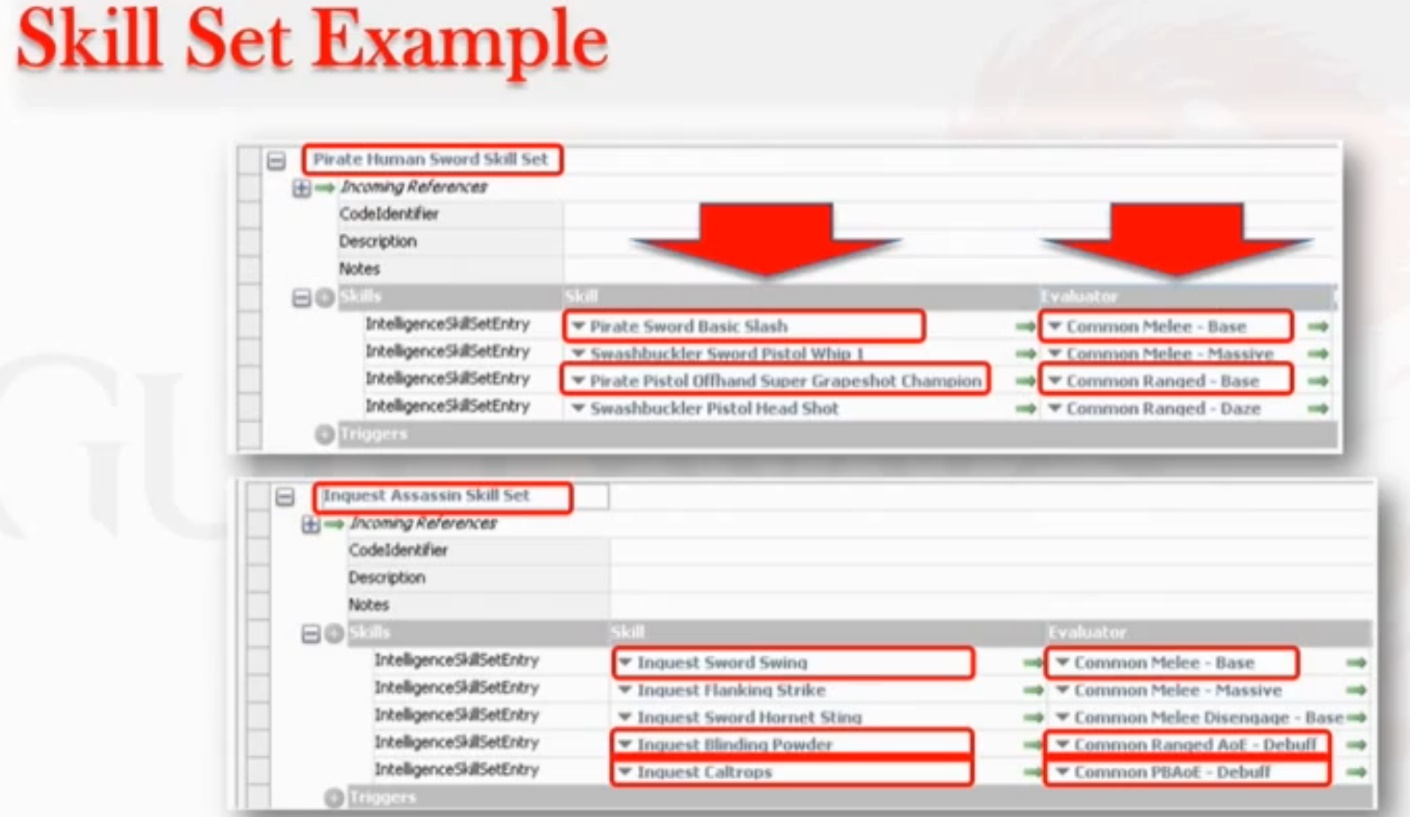 Skill Set Example
Pirate Human Sword Skill Set
Incoming References
CodeIdentifier
Description
Notes
Skills Skill Evaluator
IntelligenceSkillSetEntry Pirate Sword Basic Slash Common Melee - Base
IntelligenceSkillSetEntry Swashbuckler Sword Pistol Whip 1 Common Melee - Massive
IntelligenceSkillSetEntry Pirate Pistol Offhand Super Grapeshot Champion Common Ranged - Base
IntelligenceSkillSetEntry Swashbuckler Pistol Head Shot Common Ranged - Daze
Triggers
Inquest Assassin Skill Set
Incoming References
CodeIdentifier
Description
Notes
Skills Skill Evaluator
IntelligenceSkillSetEntry Inquest Sword Swing Common Melee - Base
IntelligenceSkillSetEntry Inquest Flanking Strike Common Melee - Massive
IntelligenceSkillSetEntry Inquest Sword Hornet Sting Common Melee Disengage - Base
IntelligenceSkillSetEntry Inquest Blinding Powder Common Ranged AoE - Debuff
IntelligenceSkillSetEntry Inquest Caltrops Common PBAoE - Debuff
Triggers